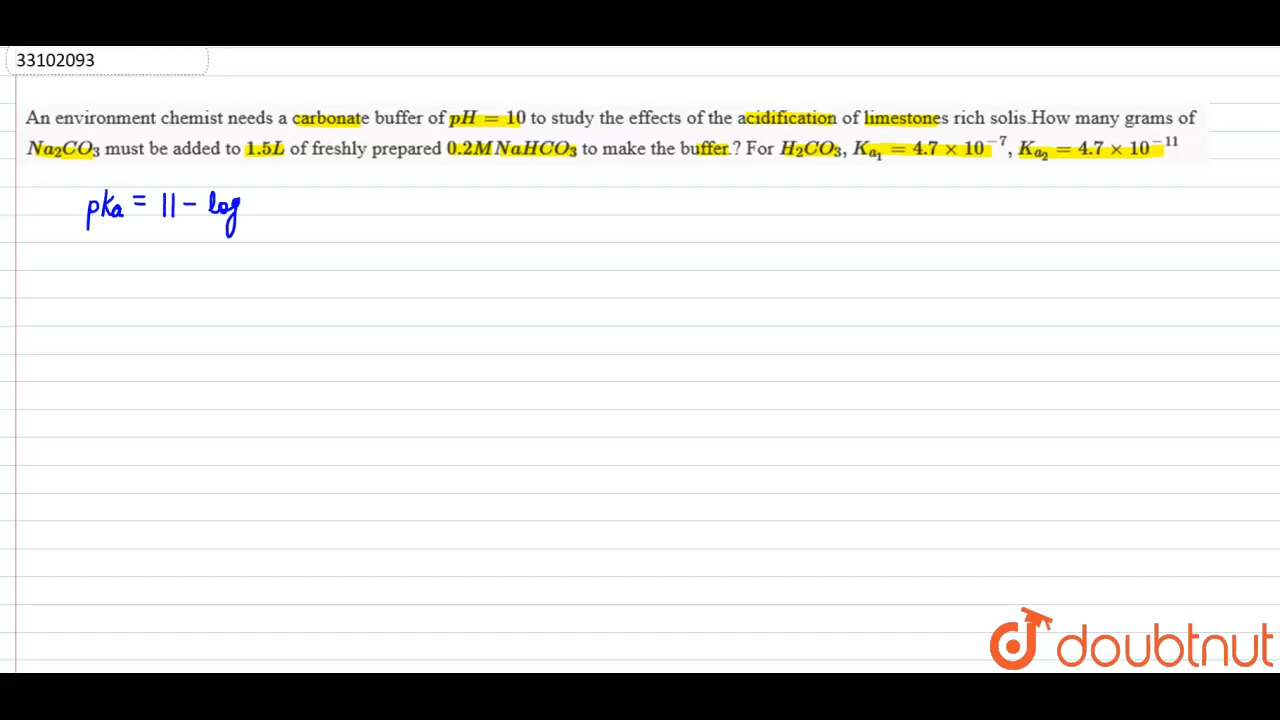 33102093
An environment chemist needs a carbonate buffer of pH = 10 to study the effects of the acidification of limestones rich solis.How many grams of
Na₂CO₃ must be added to 1.5L of freshly prepared 0.2M NaHCO₃ to make the buffer.? For H₂CO₃, Kₐ₁ = 4.7 × 10⁻⁷, Kₐ₂ = 4.7 × 10⁻¹¹
pKa = 11 - log
doubtnut